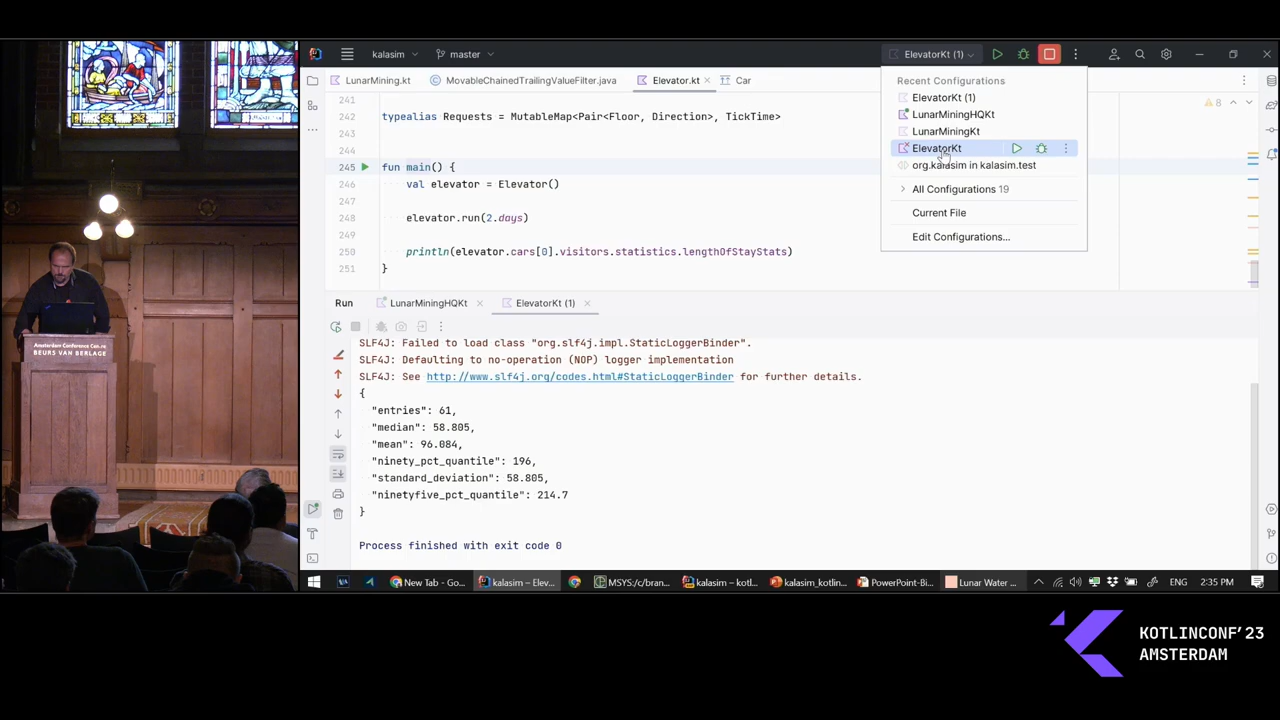 kalasim
master
ElevatorKt (1)
LunarMining.kt
MovableChainedTrailingValueFilter.java
Elevator.kt
Car
Recent Configurations
ElevatorKt (1)
LunarMiningHQKt
LunarMiningKt
ElevatorKt
org.kalasim in kalasim.test
All Configurations 19
Current File
Edit Configurations...
8
241
242 typealias Requests = MutableMap<Pair<Floor, Direction>, TickTime>
243
244
245 fun main() {
246 val elevator = Elevator()
247
248 elevator.run(2.days)
249
250 println(elevator.cars[0].visitors.statistics.lengthOfStayStats)
251 }
Run
LunarMiningHQKt
ElevatorKt (1)
SLF4J: Failed to load class "org.slf4j.impl.StaticLoggerBinder".
SLF4J: Defaulting to no-operation (NOP) logger implementation
SLF4J: See http://www.slf4j.org/codes.html#StaticLoggerBinder for further details.
{
"entries": 61,
"median": 58.805,
"mean": 96.084,
"ninety_pct_quantile": 196,
"standard_deviation": 58.805,
"ninetyfive_pct_quantile": 214.7
}
Process finished with exit code 0
New Tab - Go...
kalasim – Elev...
MSYS:/c/bran...
kalasim – kotl...
kalasim_kotlin...
PowerPoint-Bi...
Lunar Water ...
ENG
2:35 PM
Amsterdam Conference Centre
BEURS VAN BERLAGE
KOTLINCONF'23
AMSTERDAM